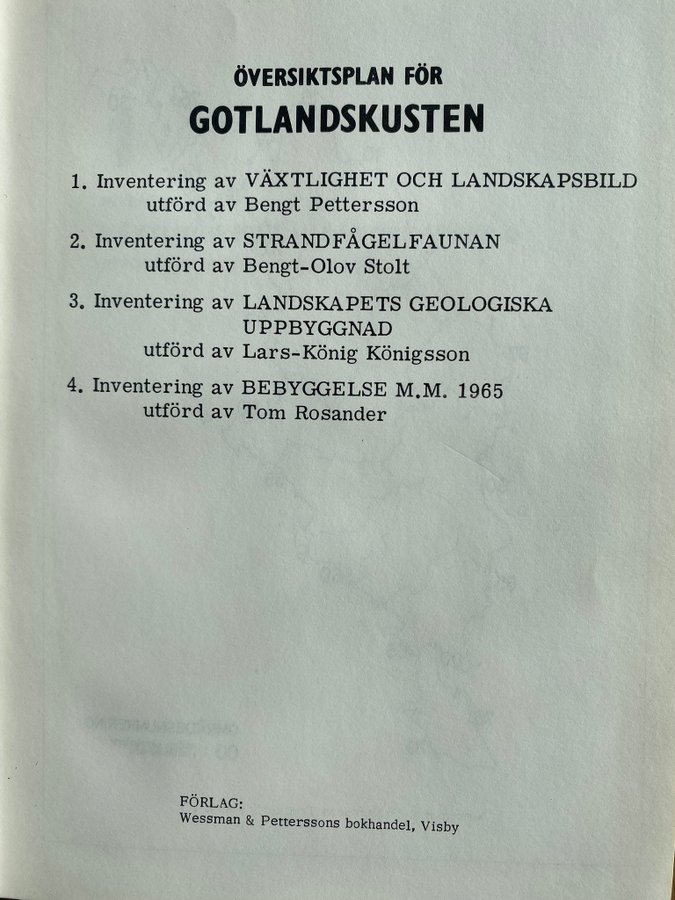 ÖVERSIKTSPLAN FÖR
GOTLANDSKUSTEN
1. Inventering av VÄXTLIGHET OCH LANDSKAPSBILD
utförd av Bengt Pettersson
2. Inventering av STRANDFÅGELFAUNAN
utförd av Bengt-Olov Stolt
3. Inventering av LANDSKAPETS GEOLOGISKA
UPPBYGGNAD
utförd av Lars-König Königsson
4. Inventering av BEBYGGELSE M.M. 1965
utförd av Tom Rosander
FÖRLAG:
Wessman & Petterssons bokhandel, Visby